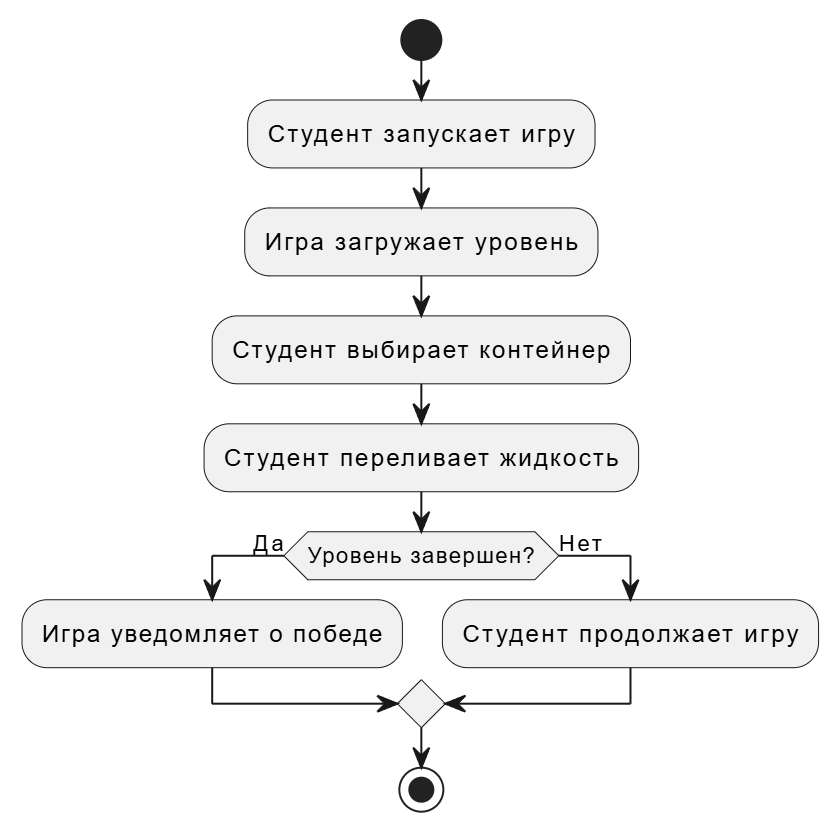 Студент запускает игру
Игра загружает уровень
Студент выбирает контейнер
Студент переливает жидкость
Да
Уровень завершен?
Нет
Игра уведомляет о победе
Студент продолжает игру